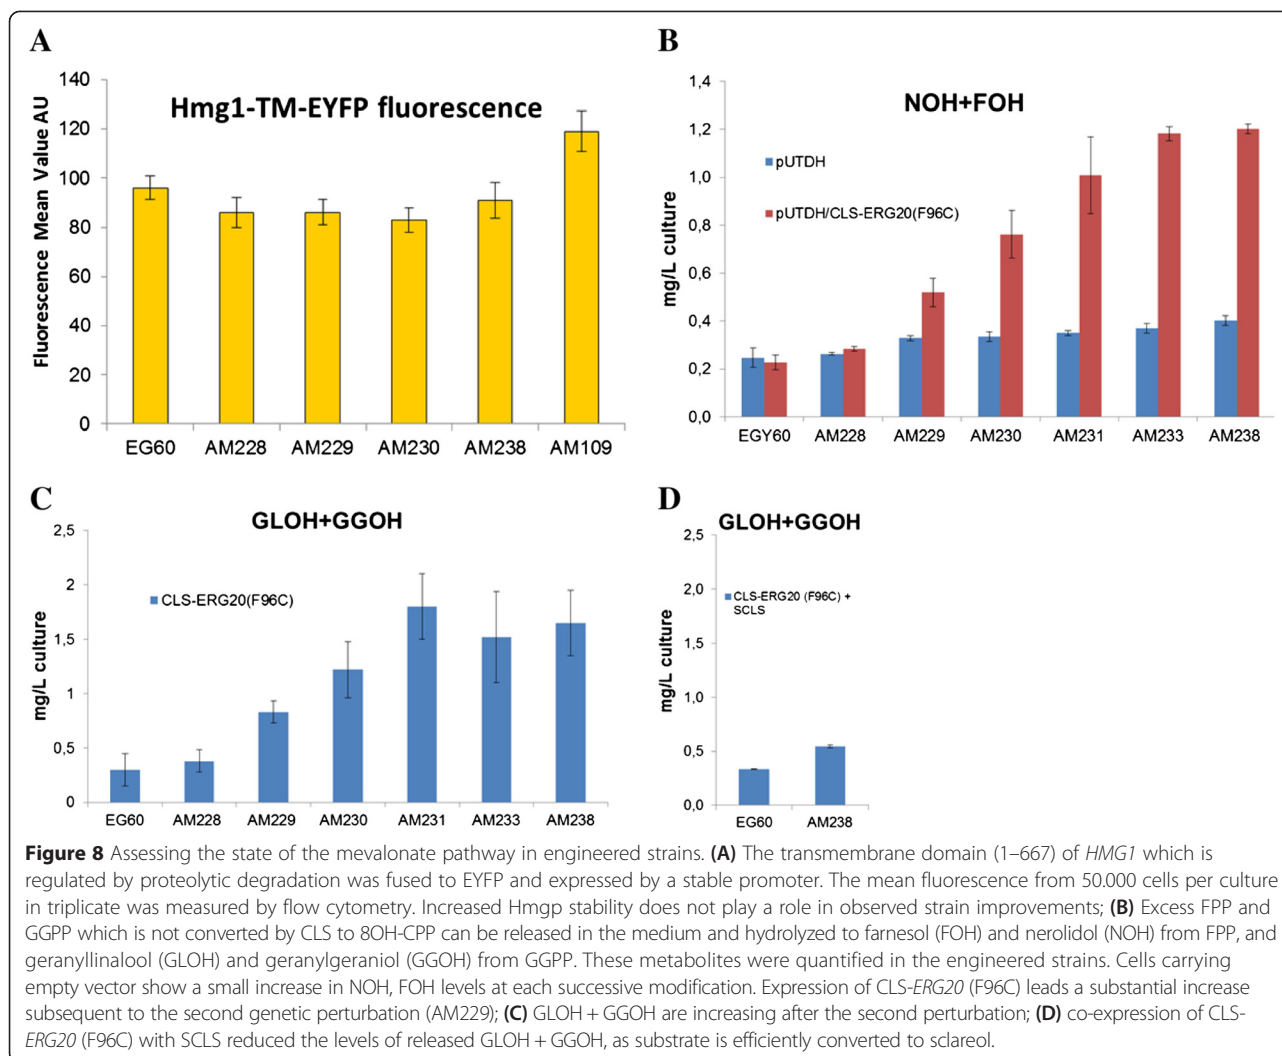 A
Hmg1-TM-EYFP fluorescence
Fluorescence Mean Value AU
140
120
100
80
60
40
20
0
EG60 AM228 AM229 AM230 AM238 AM109
B
NOH+FOH
mg/L culture
1,4
1,2
1,0
0,8
0,6
0,4
0,2
0,0
pUTDH
pUTDH/CLS-ERG20(F96C)
EGY60 AM228 AM229 AM230 AM231 AM233 AM238
C
GLOH+GGOH
mg/L culture
2,5
2
1,5
1
0,5
0
CLS-ERG20(F96C)
EG60 AM228 AM229 AM230 AM231 AM233 AM238
D
GLOH+GGOH
mg/L culture
2,5
2,0
1,5
1,0
0,5
0,0
CLS-ERG20 (F96C) +
SCLS
EG60 AM238
Figure 8 Assessing the state of the mevalonate pathway in engineered strains. (A) The transmembrane domain (1–667) of HMG1 which is
regulated by proteolytic degradation was fused to EYFP and expressed by a stable promoter. The mean fluorescence from 50.000 cells per culture
in triplicate was measured by flow cytometry. Increased Hmgp stability does not play a role in observed strain improvements; (B) Excess FPP and
GGPP which is not converted by CLS to 8OH-CPP can be released in the medium and hydrolyzed to farnesol (FOH) and nerolidol (NOH) from FPP, and
geranyllinalool (GLOH) and geranylgeraniol (GGOH) from GGPP. These metabolites were quantified in the engineered strains. Cells carrying
empty vector show a small increase in NOH, FOH levels at each successive modification. Expression of CLS-ERG20 (F96C) leads a substantial increase
subsequent to the second genetic perturbation (AM229); (C) GLOH + GGOH are increasing after the second perturbation; (D) co-expression of CLS-
ERG20 (F96C) with SCLS reduced the levels of released GLOH + GGOH, as substrate is efficiently converted to sclareol.